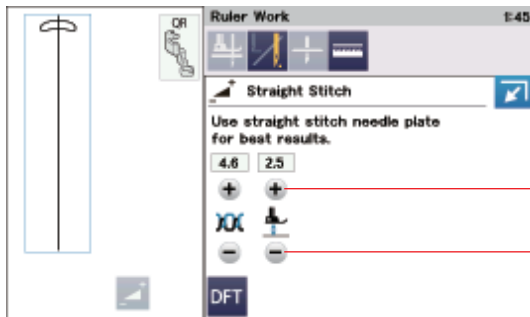 QR
Ruler Work 1:45
Straight Stitch
Use straight stitch needle plate
for best results.
4.6 2.5
DFT